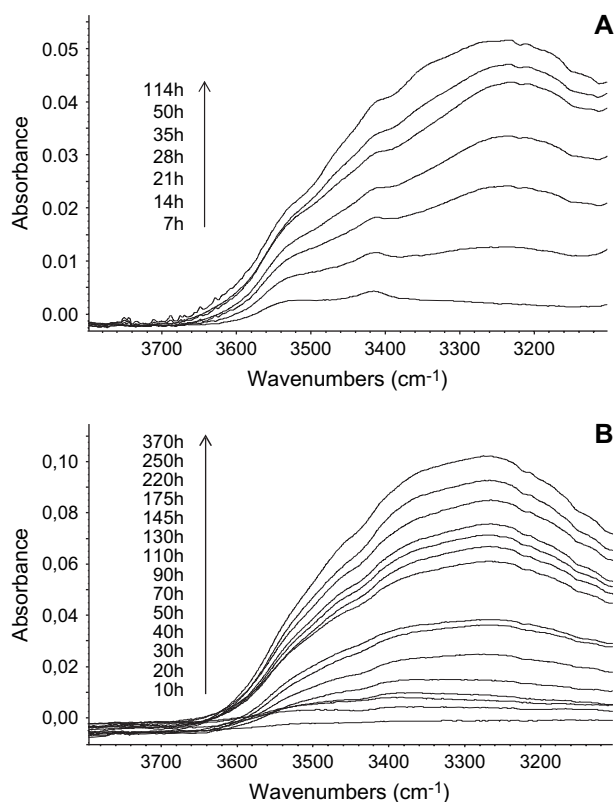 A
0.05
0.04
0.03
0.02
0.01
0.00
Absorbance
114h
50h
35h
28h
21h
14h
7h
3700 3600 3500 3400 3300 3200
Wavenumbers (cm-1)
B
0,10
0,08
0,06
0,04
0,02
0,00
Absorbance
370h
250h
220h
175h
145h
130h
110h
90h
70h
50h
40h
30h
20h
10h
3700 3600 3500 3400 3300 3200
Wavenumbers (cm-1)